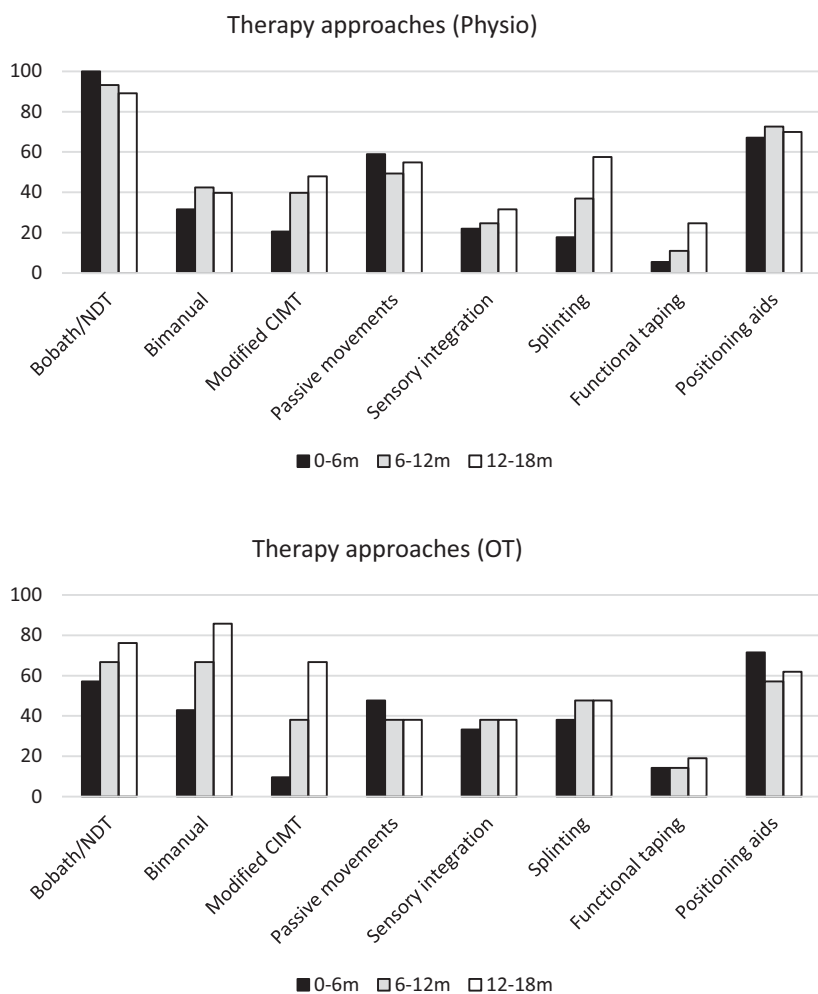 Therapy approaches (Physio)
100
80
60
40
20
0
Bobath/NDT
Bimanual
Modified CIMT
Passive movements
Sensory integration
Splinting
Functional taping
Positioning aids
0-6m 6-12m 12-18m
Therapy approaches (OT)
100
80
60
40
20
0
Bobath/NDT
Bimanual
Modified CIMT
Passive movements
Sensory integration
Splinting
Functional taping
Positioning aids
0-6m 6-12m 12-18m